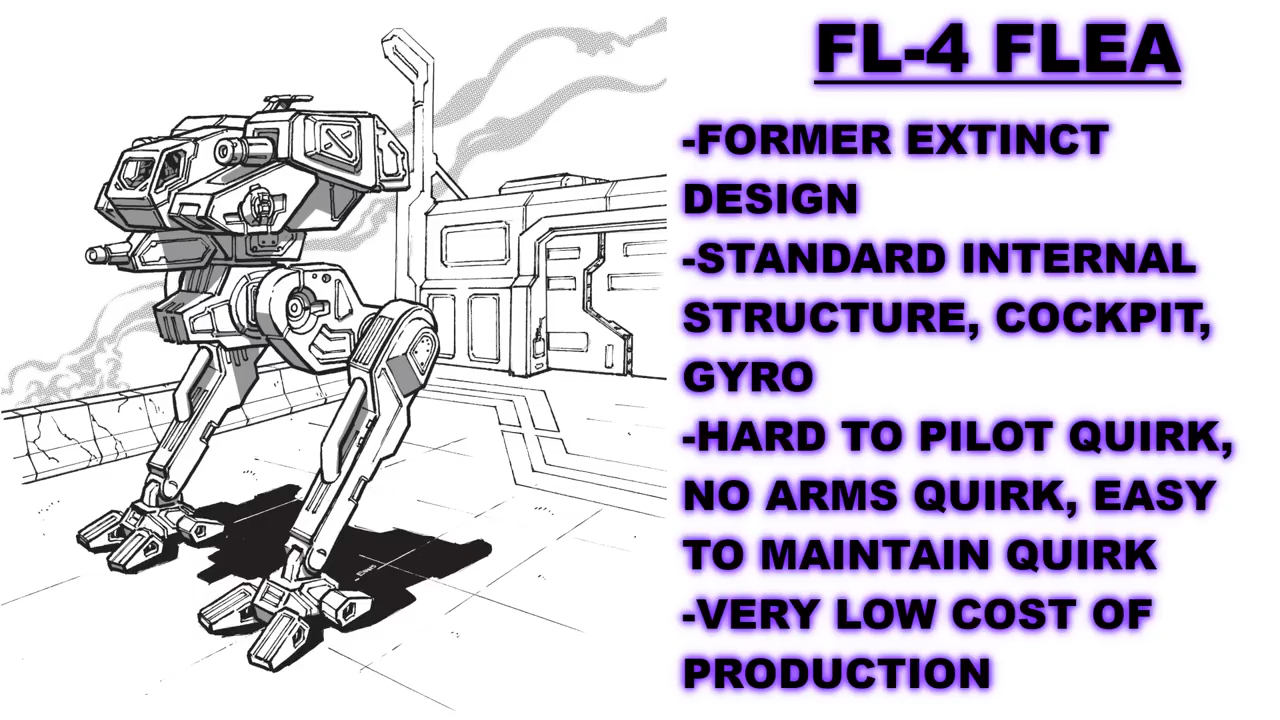 FL-4 FLEA
-FORMER EXTINCT
DESIGN
-STANDARD INTERNAL
STRUCTURE, COCKPIT,
GYRO
-HARD TO PILOT QUIRK,
NO ARMS QUIRK, EASY
TO MAINTAIN QUIRK
-VERY LOW COST OF
PRODUCTION